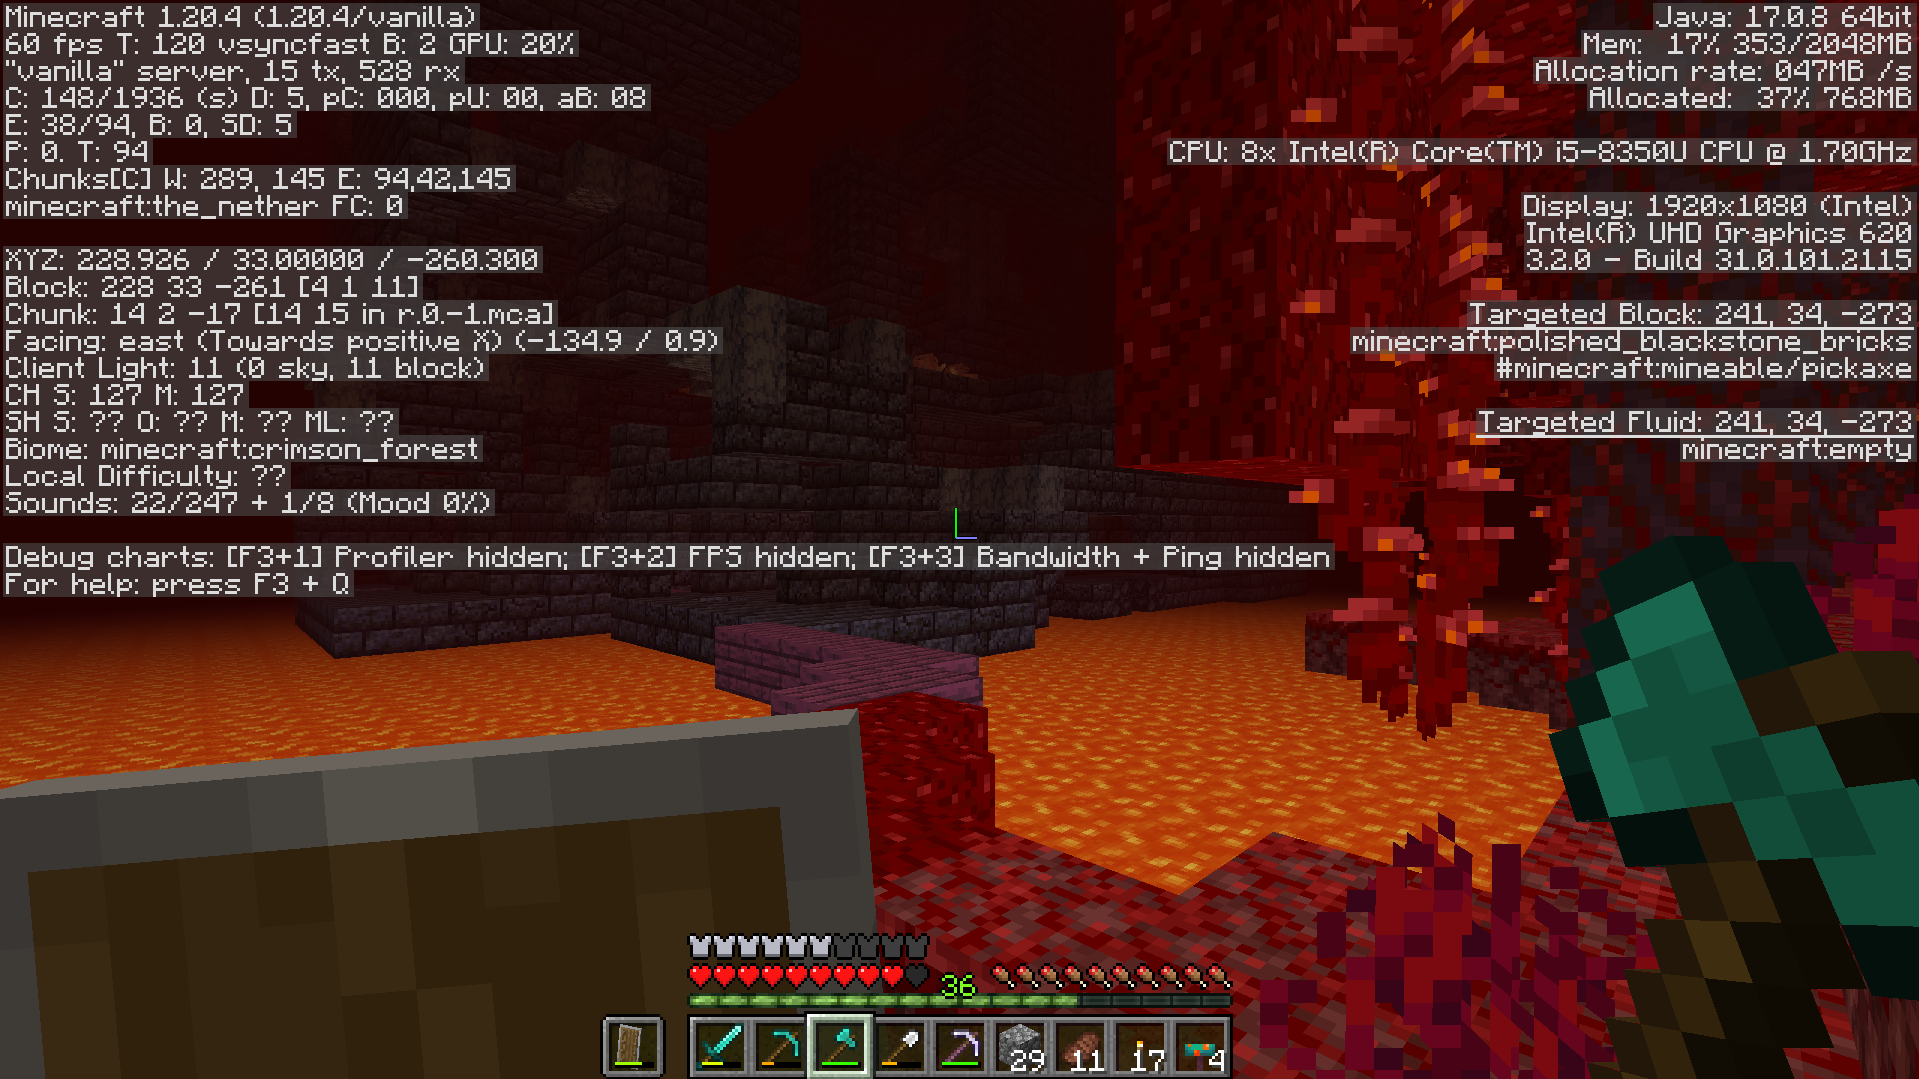 Minecraft 1.20.4 (1.20.4/vanilla)
60 fps T: 120 vsyncfast B: 2 GPU: 20%
"vanilla" server, 15 tx, 528 rx
C: 148/1936 (s) D: 5, pC: 000, pU: 00, aB: 08
E: 38/94, B: 0, SD: 5
P: 0. T: 94
Chunks[C] W: 289, 145 E: 94,42,145
minecraft:the_nether FC: 0
XYZ: 228.926 / 33.00000 / -260.300
Block: 228 33 -261 [4 1 11]
Chunk: 14 2 -17 [14 15 in r.0.-1.mca]
Facing: east (Towards positive X) (-134.9 / 0.9)
Client Light: 11 (0 sky, 11 block)
CH S: 127 M: 127
SH S: ?? O: ?? M: ?? ML: ??
Biome: minecraft:crimson_forest
Local Difficulty: ??
Sounds: 22/247 + 1/8 (Mood 0%)
Debug charts: [F3+1] Profiler hidden; [F3+2] FPS hidden; [F3+3] Bandwidth + Ping hidden
For help: press F3 + Q
Java: 17.0.8 64bit
Mem: 17% 353/2048MB
Allocation rate: 047MB /s
Allocated: 37% 768MB
CPU: 8x Intel(R) Core(TM) i5-8350U CPU @ 1.70GHz
Display: 1920x1080 (Intel)
Intel(R) UHD Graphics 620
3.2.0 - Build 31.0.101.2115
Targeted Block: 241, 34, -273
minecraft:polished_blackstone_bricks
#minecraft:mineable/pickaxe
Targeted Fluid: 241, 34, -273
minecraft:empty
36
29 11 17 4